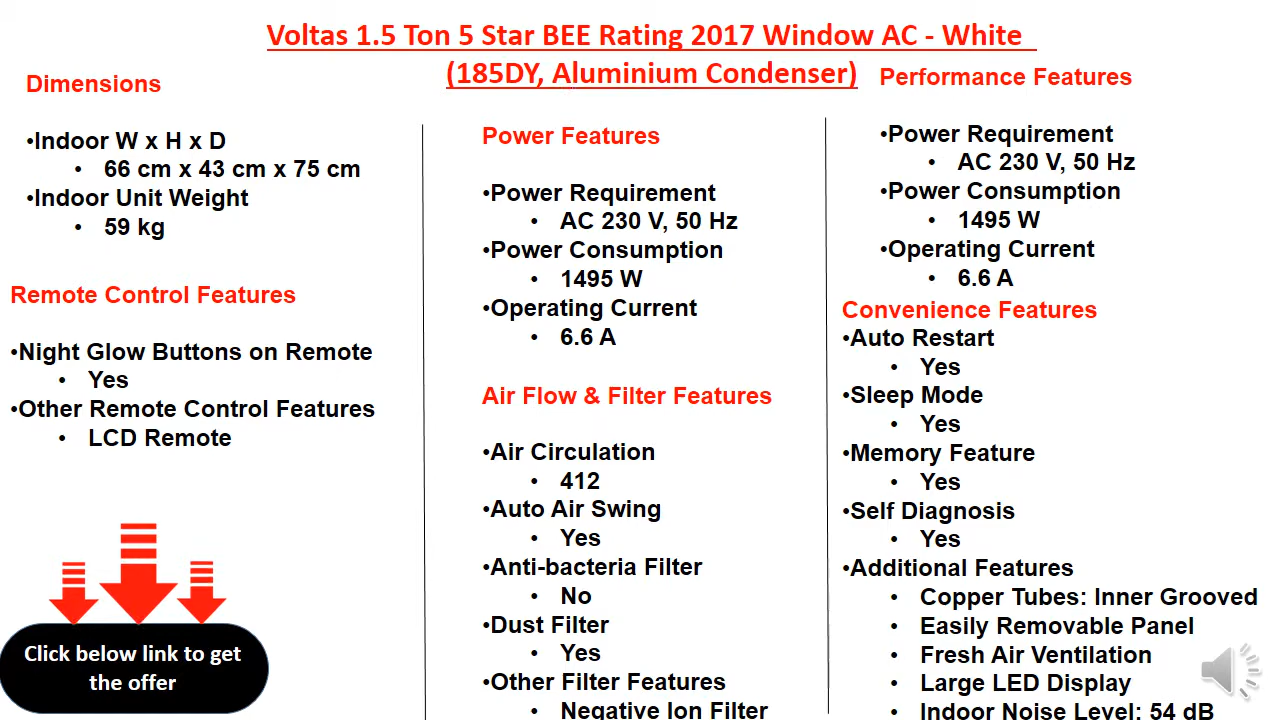 Voltas 1.5 Ton 5 Star BEE Rating 2017 Window AC - White
(185DY, Aluminium Condenser)
Dimensions
•Indoor W x H x D
• 66 cm x 43 cm x 75 cm
•Indoor Unit Weight
• 59 kg
Remote Control Features
•Night Glow Buttons on Remote
• Yes
•Other Remote Control Features
• LCD Remote
Click below link to get
the offer
Power Features
•Power Requirement
• AC 230 V, 50 Hz
•Power Consumption
• 1495 W
•Operating Current
• 6.6 A
Air Flow & Filter Features
•Air Circulation
• 412
•Auto Air Swing
• Yes
•Anti-bacteria Filter
• No
•Dust Filter
• Yes
•Other Filter Features
• Negative Ion Filter
Performance Features
•Power Requirement
• AC 230 V, 50 Hz
•Power Consumption
• 1495 W
•Operating Current
• 6.6 A
Convenience Features
•Auto Restart
• Yes
•Sleep Mode
• Yes
•Memory Feature
• Yes
•Self Diagnosis
• Yes
•Additional Features
• Copper Tubes: Inner Grooved
• Easily Removable Panel
• Fresh Air Ventilation
• Large LED Display
• Indoor Noise Level: 54 dB